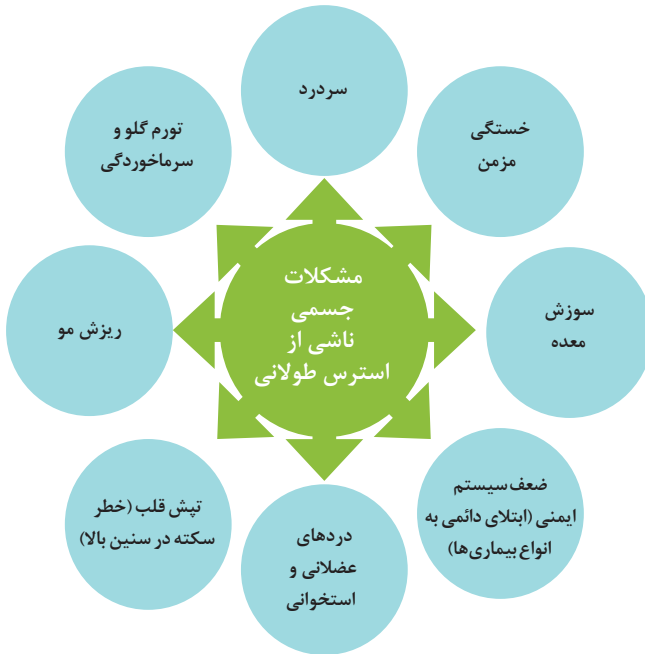 مشکلات
جسمی
ناشی از
استرس طولانی
سردرد
خستگی
مزمن
سوزش
معده
ضعف سیستم
ایمنی (ابتلای دائمی به
انواع بیماری‌ها)
دردهای
عضلانی و
استخوانی
تپش قلب (خطر
سکته در سنین بالا)
ریزش مو
تورم گلو و
سرماخوردگی